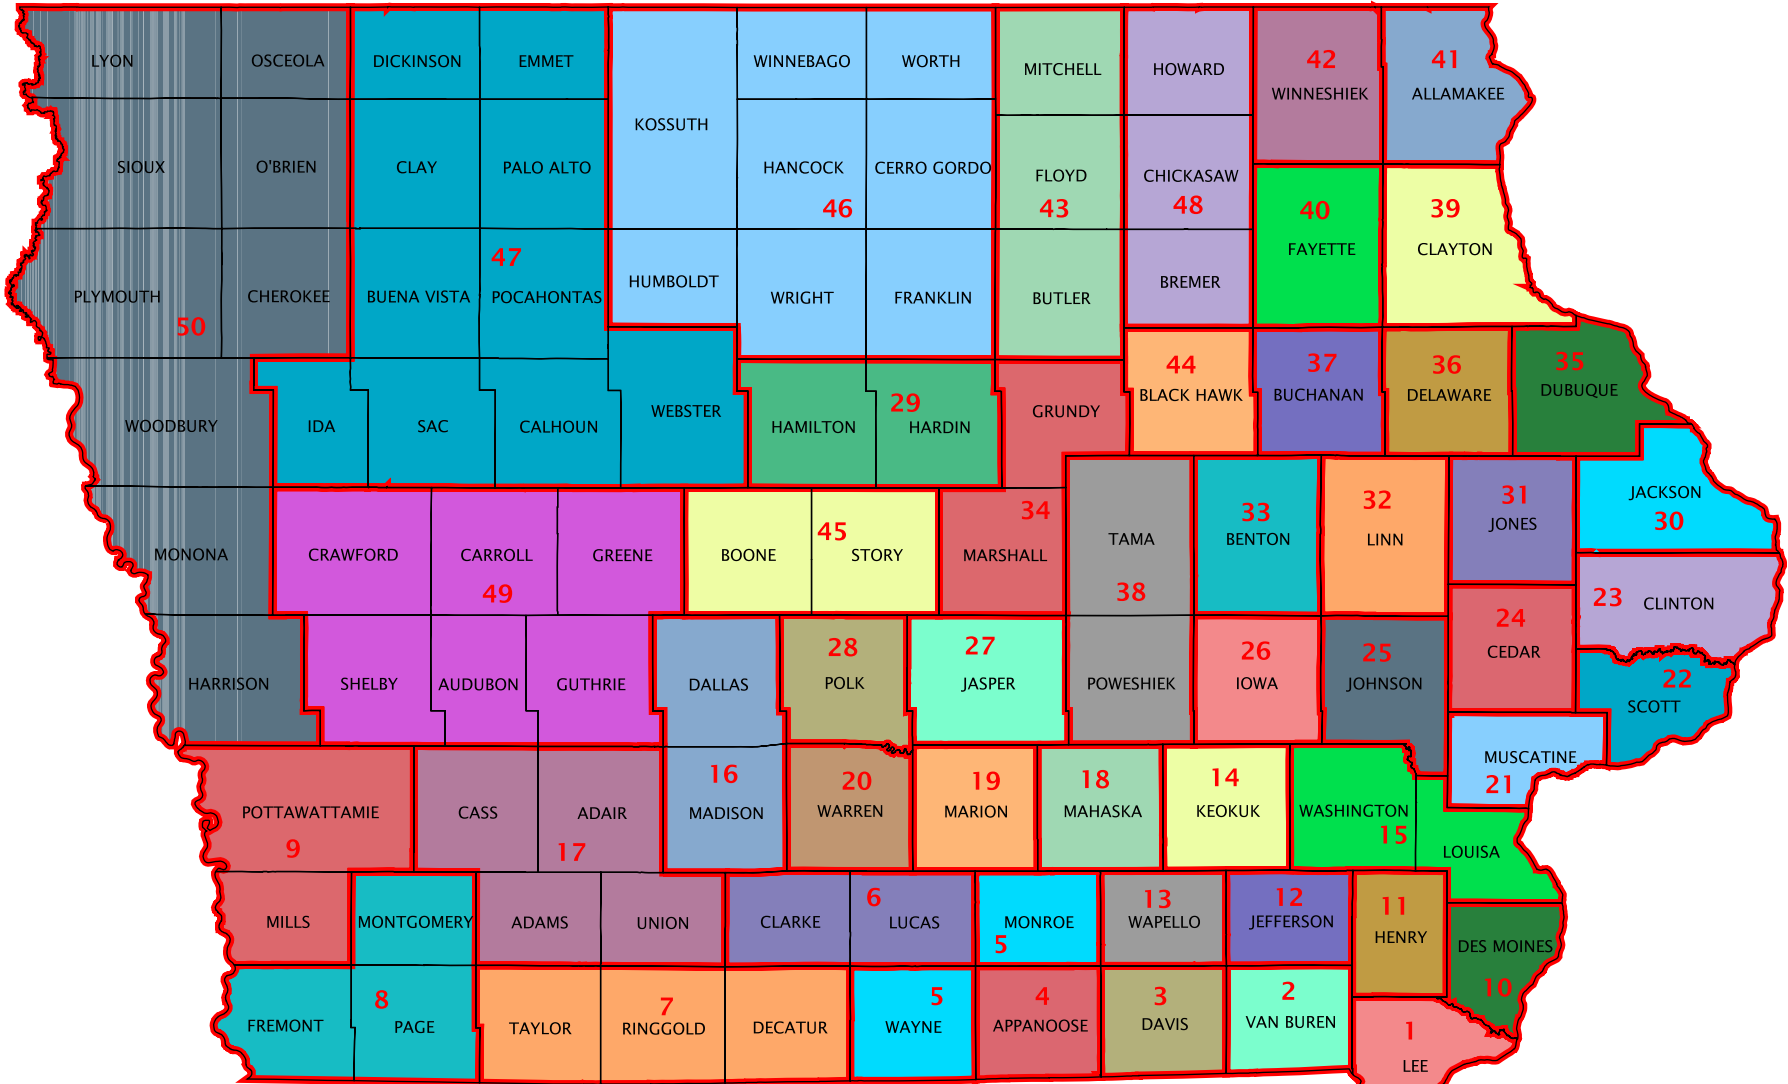 LYON
OSCEOLA
DICKINSON
EMMET
WINNEBAGO
WORTH
MITCHELL
HOWARD
42
WINNESHIEK
41
ALLAMAKEE
KOSSUTH
SIOUX
O'BRIEN
CLAY
PALO ALTO
HANCOCK
CERRO GORDO
46
FLOYD
43
CHICKASAW
48
40
FAYETTE
39
CLAYTON
PLYMOUTH
50
CHEROKEE
BUENA VISTA
47
POCAHONTAS
HUMBOLDT
WRIGHT
FRANKLIN
BUTLER
BREMER
44
BLACK HAWK
37
BUCHANAN
36
DELAWARE
35
DUBUQUE
WOODBURY
IDA
SAC
CALHOUN
WEBSTER
HAMILTON
29
HARDIN
GRUNDY
MONONA
CRAWFORD
CARROLL
49
GREENE
BOONE
45
STORY
34
MARSHALL
TAMA
38
33
BENTON
32
LINN
31
JONES
JACKSON
30
23
CLINTON
24
CEDAR
HARRISON
SHELBY
AUDUBON
GUTHRIE
DALLAS
28
POLK
27
JASPER
POWESHIEK
26
IOWA
25
JOHNSON
22
SCOTT
MUSCATINE
21
POTTAWATTAMIE
9
CASS
ADAIR
17
16
MADISON
20
WARREN
19
MARION
18
MAHASKA
14
KEOKUK
WASHINGTON
15
LOUISA
MILLS
MONTGOMERY
ADAMS
UNION
CLARKE
6
LUCAS
MONROE
5
13
WAPELLO
12
JEFFERSON
11
HENRY
DES MOINES
10
FREMONT
8
PAGE
TAYLOR
7
RINGGOLD
DECATUR
5
WAYNE
4
APPANOOSE
3
DAVIS
2
VAN BUREN
1
LEE